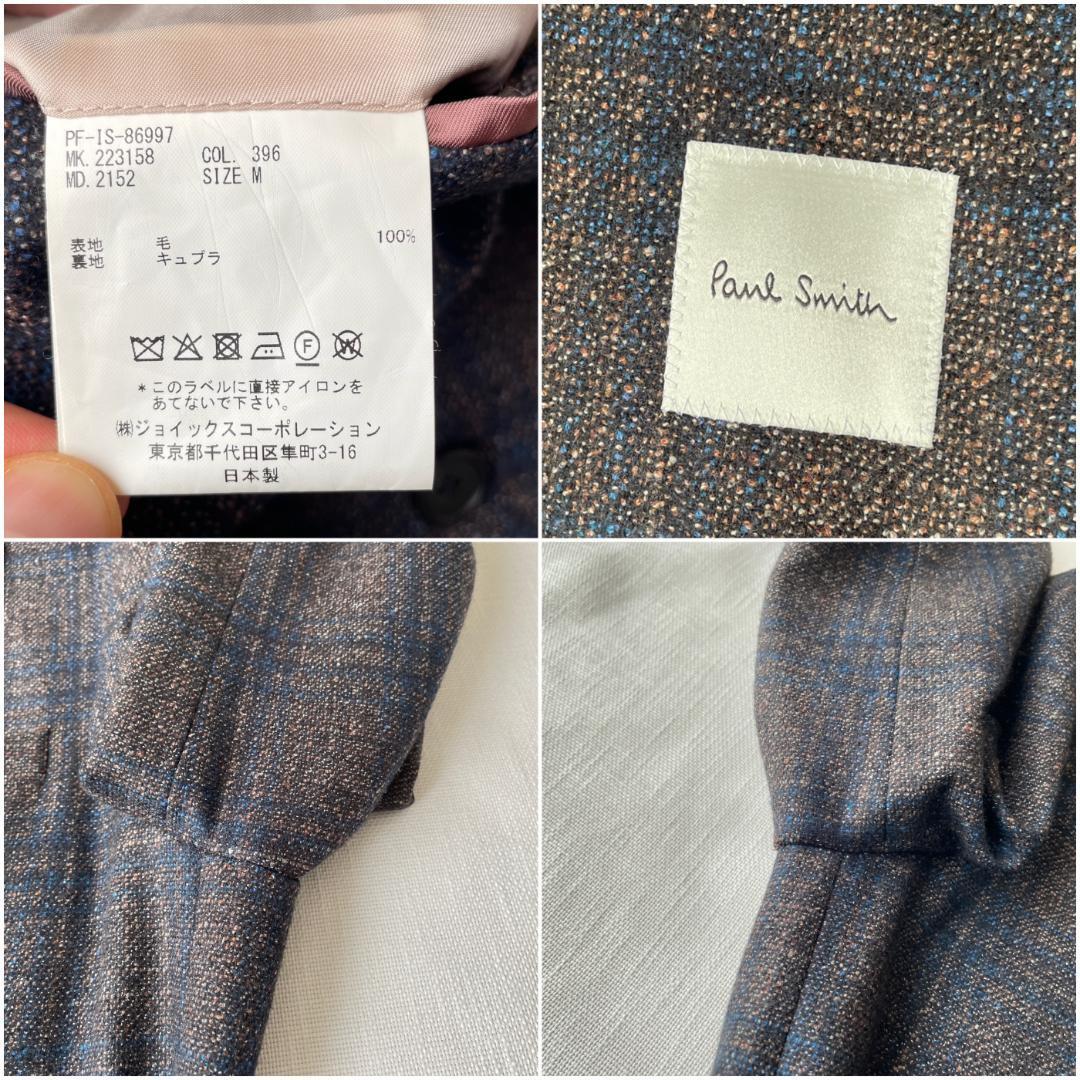 PF-IS-86997
MK. 223158 COL. 396
MD. 2152 SIZE M
表地 毛 100%
裏地 キュプラ
F W
*このラベルに直接アイロンを
あてないで下さい。
㈱ジョイックスコーポレーション
東京都千代田区隼町3-16
日本製
Paul Smith